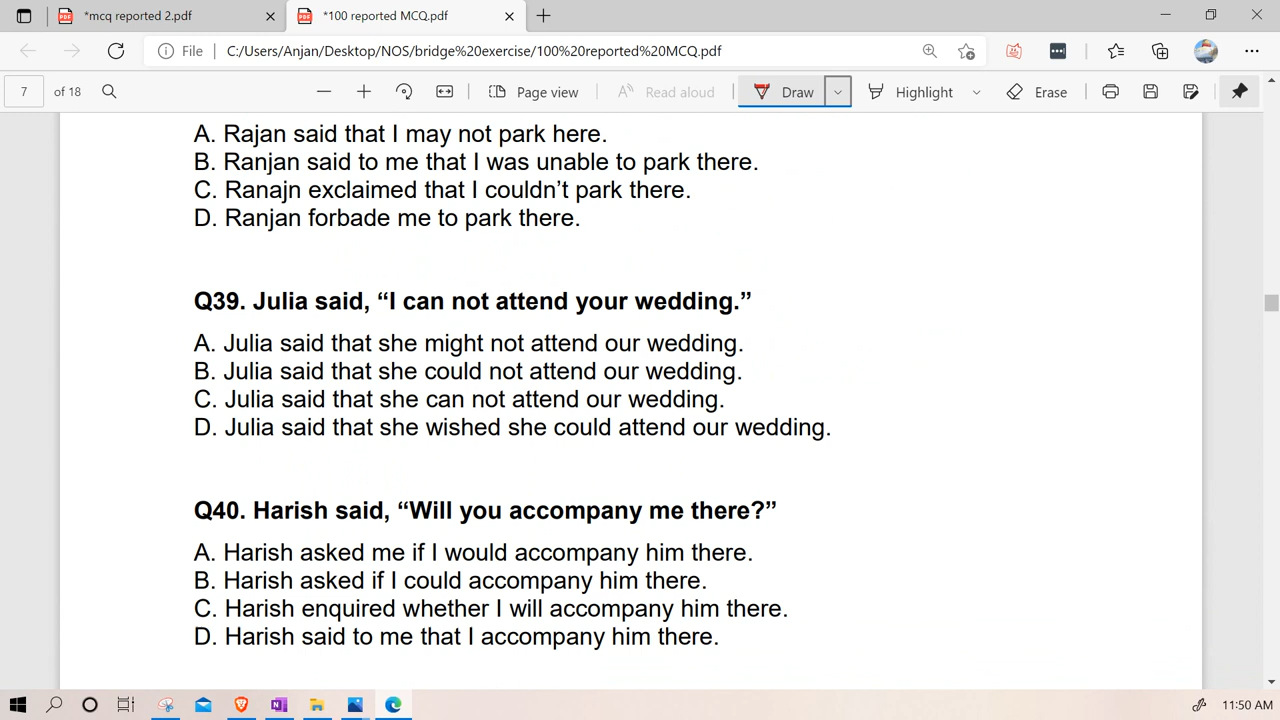 *mcq reported 2.pdf
*100 reported MCQ.pdf
File C:/Users/Anjan/Desktop/NOS/bridge%20exercise/100%20reported%20MCQ.pdf
7 of 18 Page view Read aloud Draw Highlight Erase
A. Rajan said that I may not park here.
B. Ranjan said to me that I was unable to park there.
C. Ranajn exclaimed that I couldn’t park there.
D. Ranjan forbade me to park there.
Q39. Julia said, “I can not attend your wedding.”
A. Julia said that she might not attend our wedding.
B. Julia said that she could not attend our wedding.
C. Julia said that she can not attend our wedding.
D. Julia said that she wished she could attend our wedding.
Q40. Harish said, “Will you accompany me there?”
A. Harish asked me if I would accompany him there.
B. Harish asked if I could accompany him there.
C. Harish enquired whether I will accompany him there.
D. Harish said to me that I accompany him there.
11:50 AM